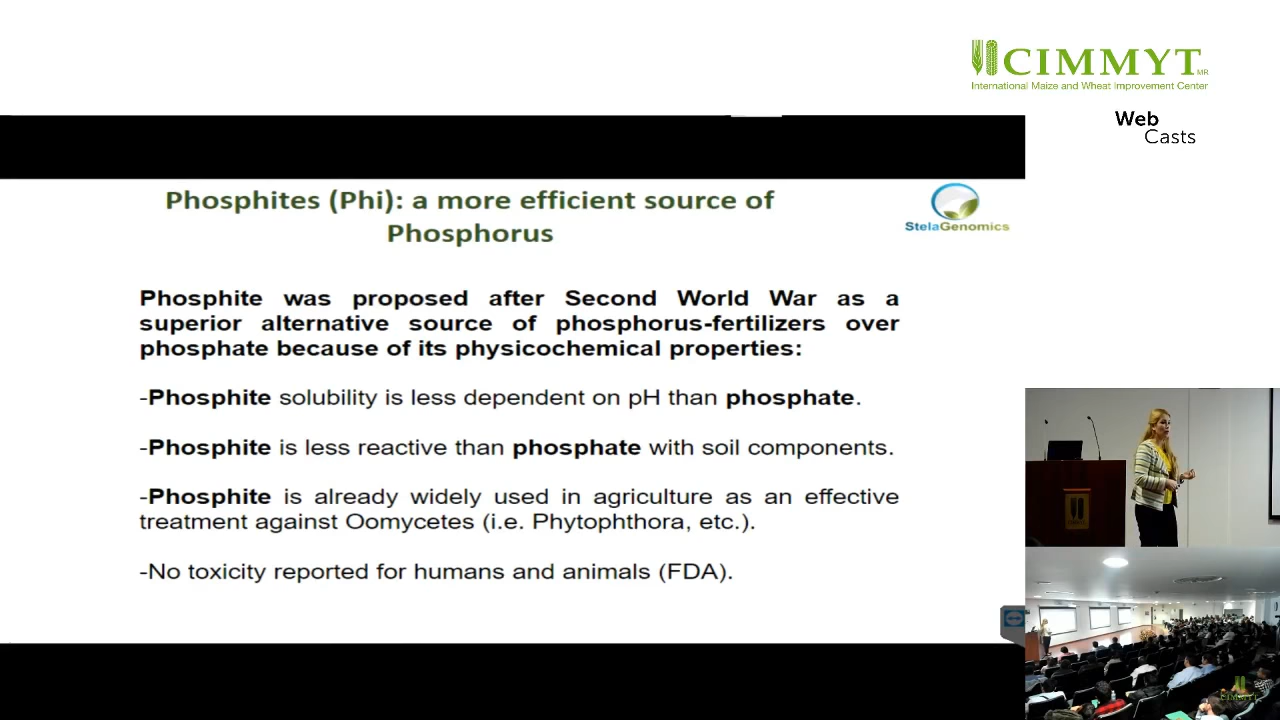 CIMMYT MR
International Maize and Wheat Improvement Center
Web
Casts
Phosphites (Phi): a more efficient source of
Phosphorus
StelaGenomics
Phosphite was proposed after Second World War as a
superior alternative source of phosphorus-fertilizers over
phosphate because of its physicochemical properties:
-Phosphite solubility is less dependent on pH than phosphate.
-Phosphite is less reactive than phosphate with soil components.
-Phosphite is already widely used in agriculture as an effective
treatment against Oomycetes (i.e. Phytophthora, etc.).
-No toxicity reported for humans and animals (FDA).
CIMMYT